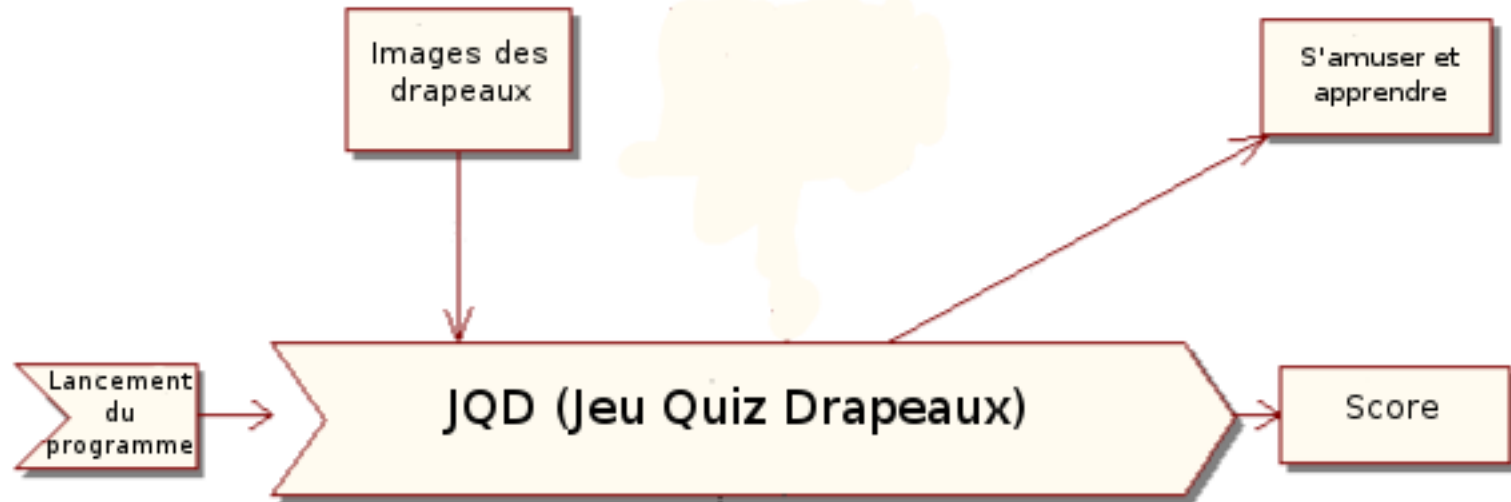 Images des
drapeaux
S'amuser et
apprendre
Lancement
du
programme
JQD (Jeu Quiz Drapeaux)
Score